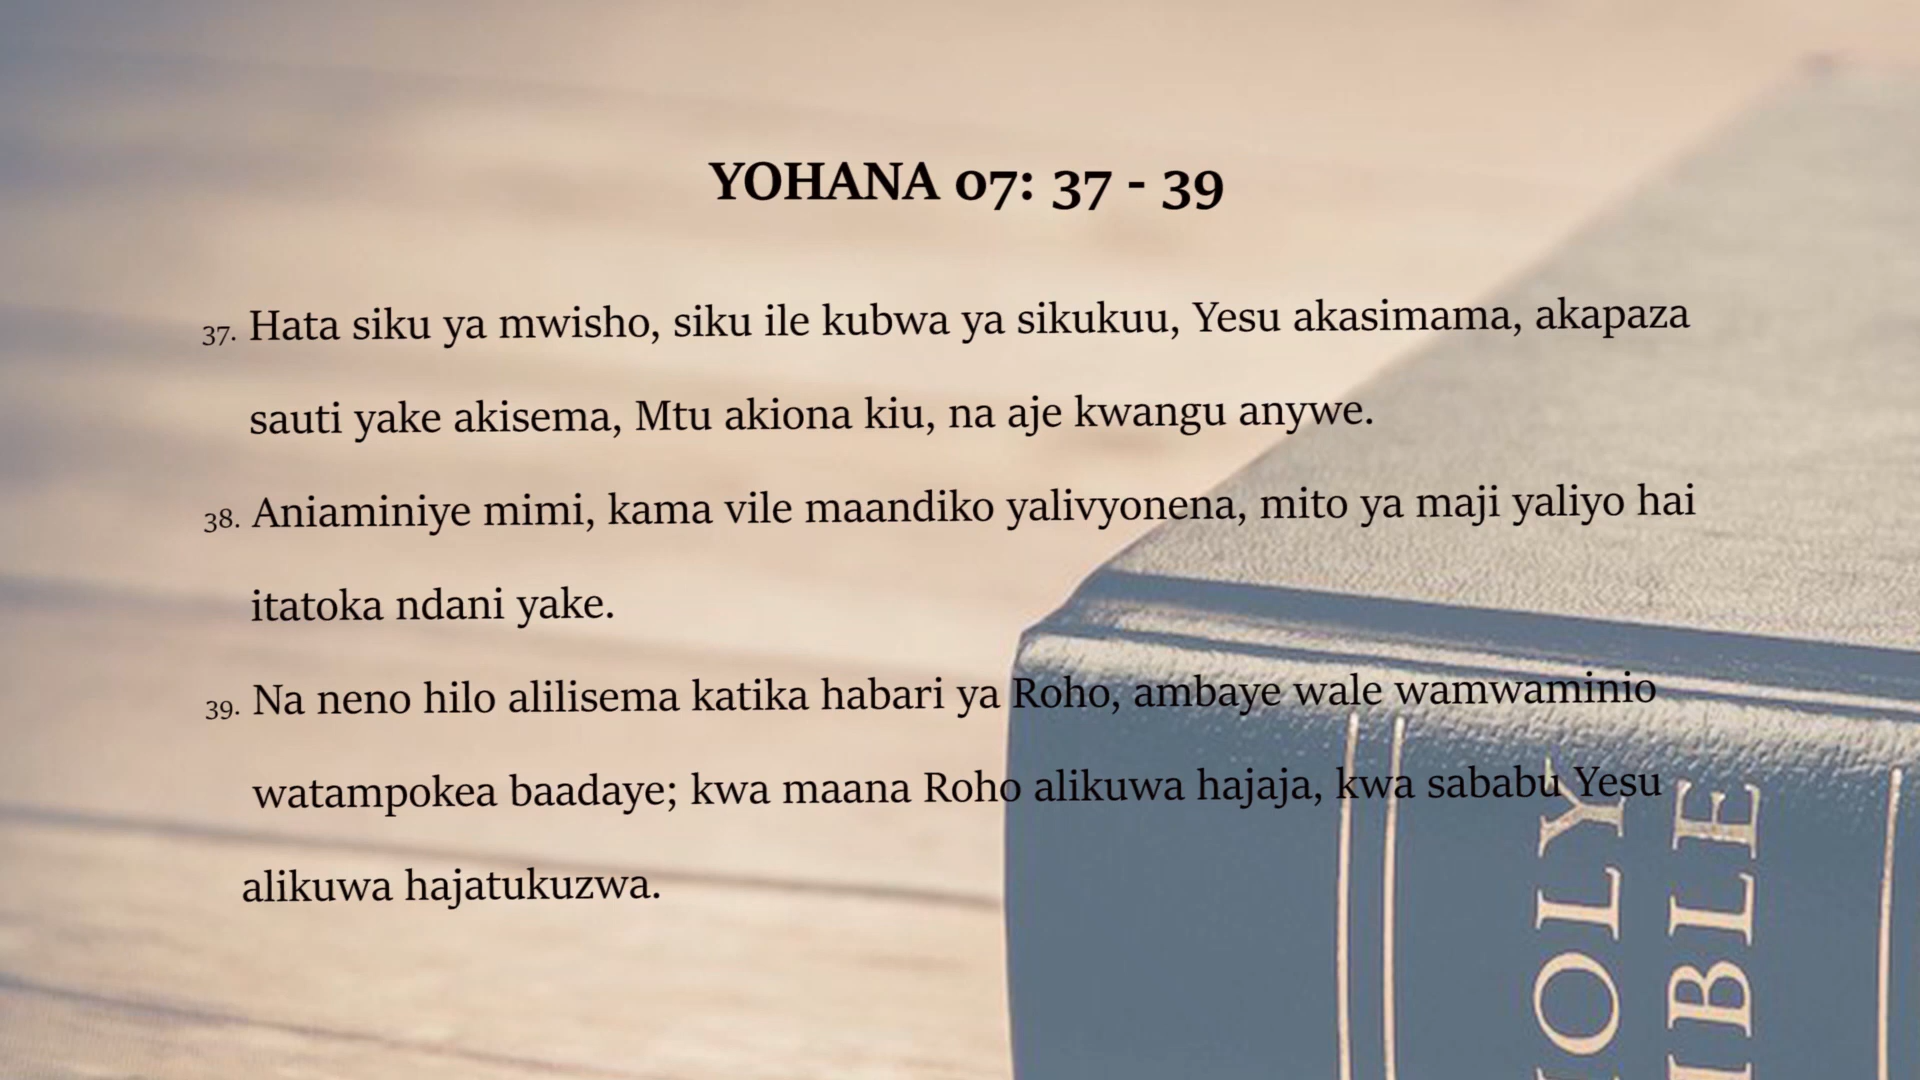 YOHANA 07: 37 - 39
37. Hata siku ya mwisho, siku ile kubwa ya sikukuu, Yesu akasimama, akapaza
sauti yake akisema, Mtu akiona kiu, na aje kwangu anywe.
38. Aniaminiye mimi, kama vile maandiko yalivyonena, mito ya maji yaliyo hai
itatoka ndani yake.
39. Na neno hilo alilisema katika habari ya Roho, ambaye wale wamwaminio
watampokea baadaye; kwa maana Roho alikuwa hajaja, kwa sababu Yesu
alikuwa hajatukuzwa.
HOLY
BIBLE